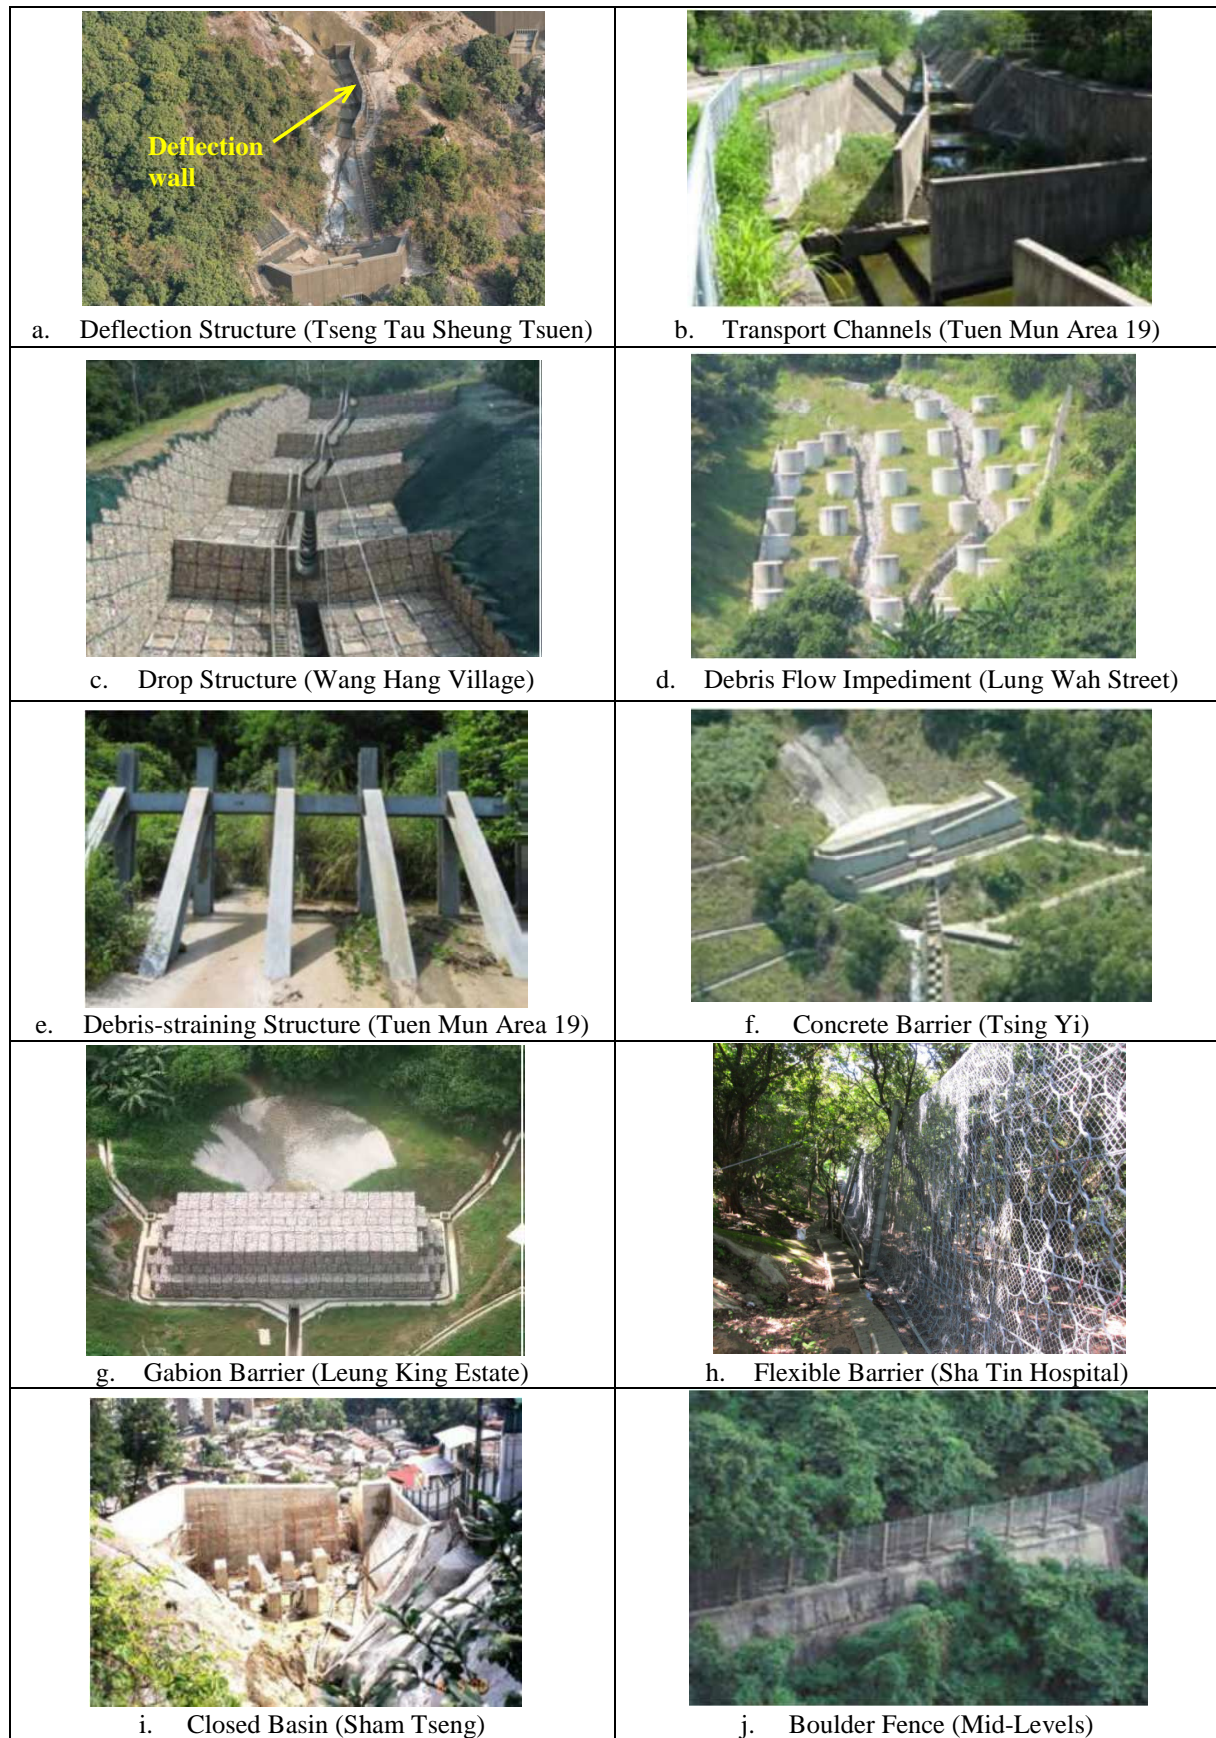 Deflection
wall
a. Deflection Structure (Tseng Tau Sheung Tsuen)
b. Transport Channels (Tuen Mun Area 19)
c. Drop Structure (Wang Hang Village)
d. Debris Flow Impediment (Lung Wah Street)
e. Debris-straining Structure (Tuen Mun Area 19)
f. Concrete Barrier (Tsing Yi)
g. Gabion Barrier (Leung King Estate)
h. Flexible Barrier (Sha Tin Hospital)
i. Closed Basin (Sham Tseng)
j. Boulder Fence (Mid-Levels)